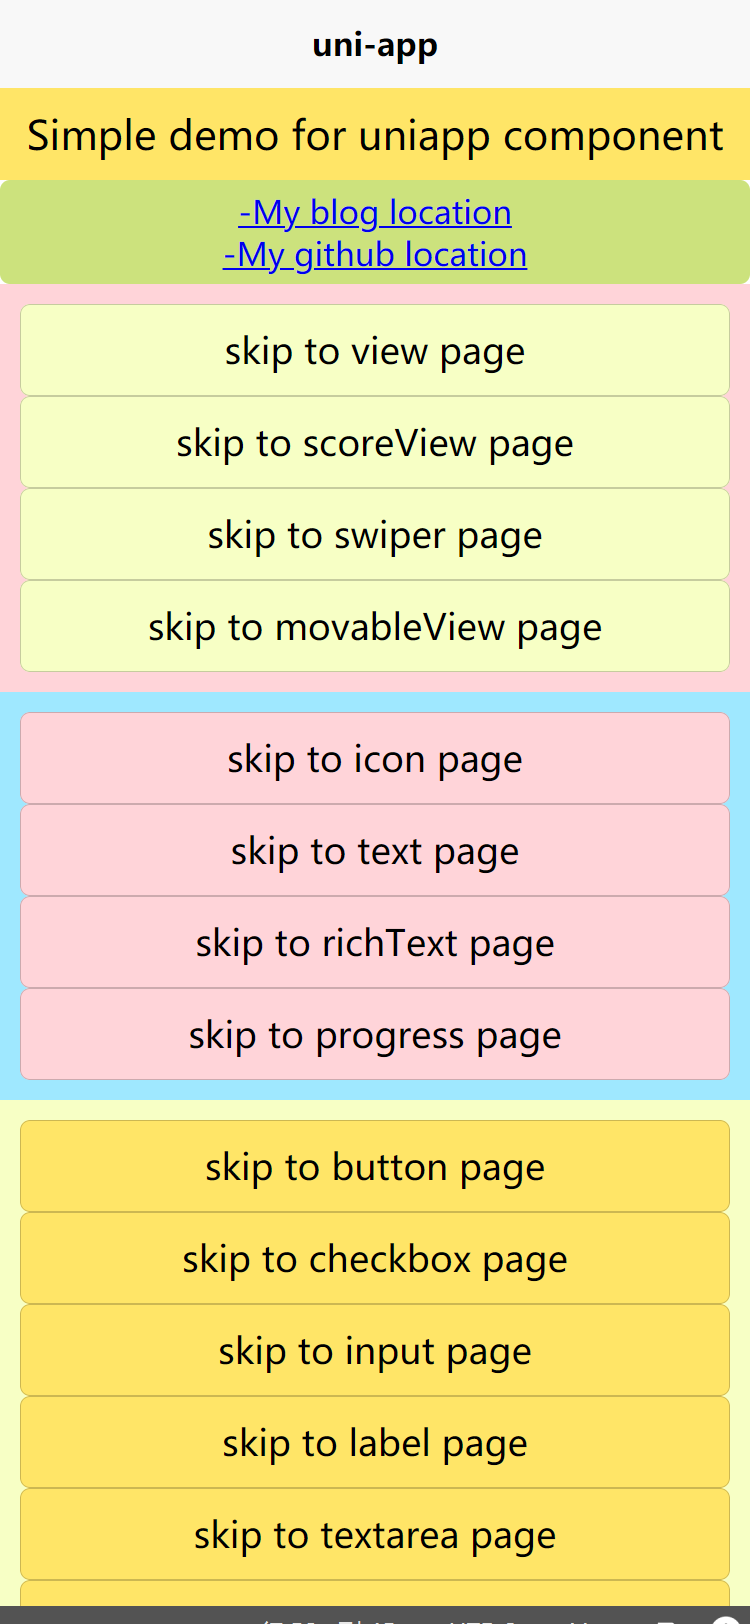 uni-app
Simple demo for uniapp component
-My blog location
-My github location
skip to view page
skip to scoreView page
skip to swiper page
skip to movableView page
skip to icon page
skip to text page
skip to richText page
skip to progress page
skip to button page
skip to checkbox page
skip to input page
skip to label page
skip to textarea page